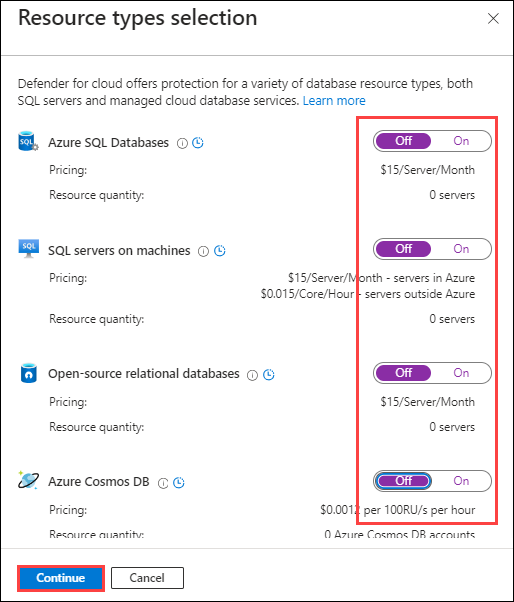 Resource types selection
Defender for cloud offers protection for a variety of database resource types, both
SQL servers and managed cloud database services. Learn more
SQL Azure SQL Databases Off On
Pricing: $15/Server/Month
Resource quantity: 0 servers
SQL SQL servers on machines Off On
Pricing: $15/Server/Month - servers in Azure
$0.015/Core/Hour - servers outside Azure
Resource quantity: 0 servers
Open-source relational databases Off On
Pricing: $15/Server/Month
Resource quantity: 0 servers
Azure Cosmos DB Off On
Pricing: $0.0012 per 100RU/s per hour
Resource quantity: 0 Azure Cosmos DB accounts
Continue Cancel